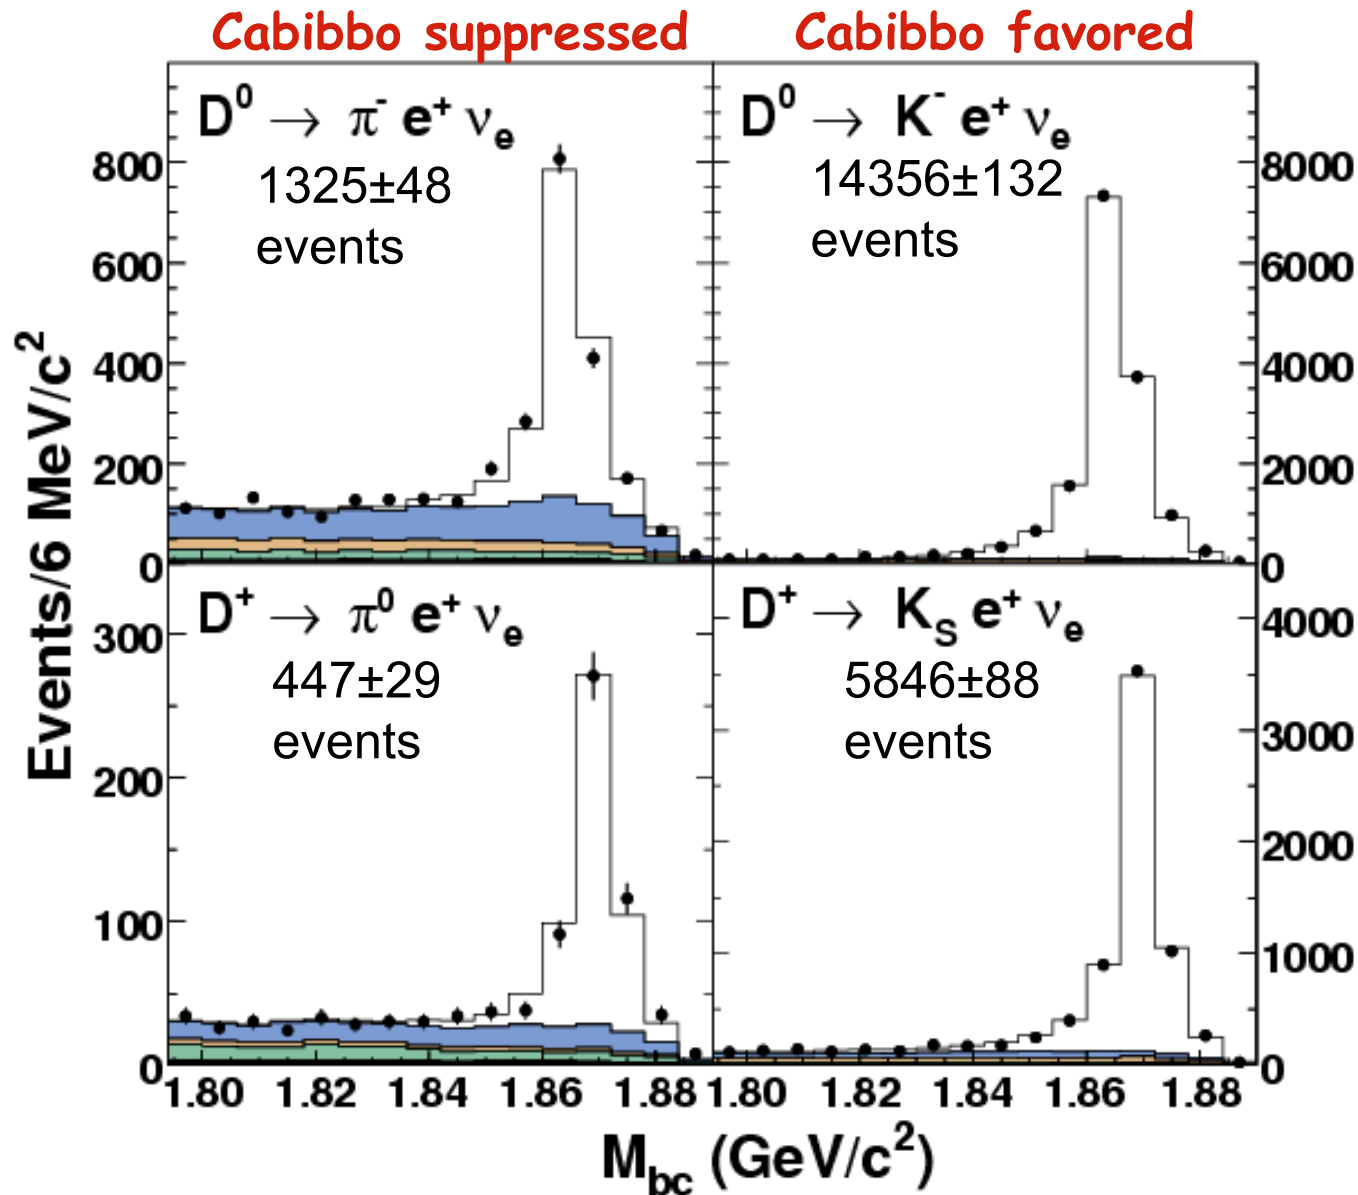 Cabibbo suppressed
Cabibbo favored
D⁰ → π⁻ e⁺ νₑ
1325±48
events
D⁰ → K⁻ e⁺ νₑ
14356±132
events
800
600
400
200
0
8000
6000
4000
2000
0
Events/6 MeV/c²
D⁺ → π⁰ e⁺ νₑ
447±29
events
D⁺ → K_S e⁺ νₑ
5846±88
events
300
200
100
0
4000
3000
2000
1000
0
1.80 1.82 1.84 1.86 1.88 1.80 1.82 1.84 1.86 1.88
M_bc (GeV/c²)